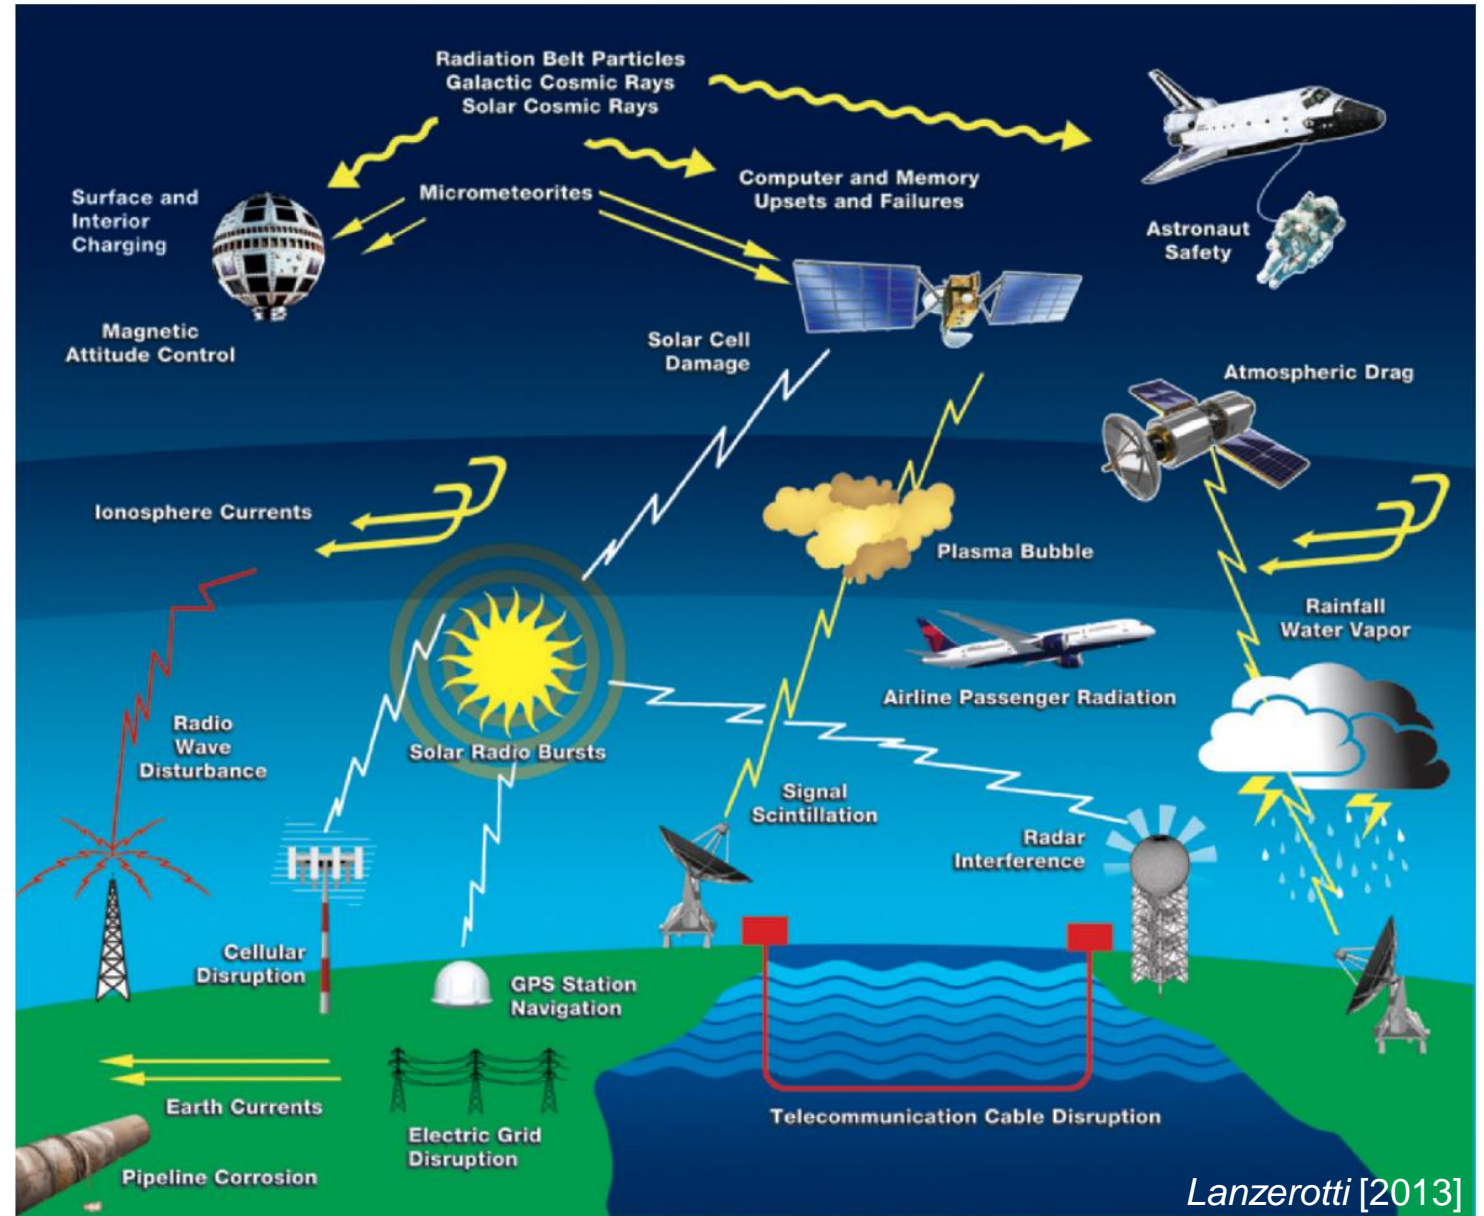 Radiation Belt Particles
Galactic Cosmic Rays
Solar Cosmic Rays
Surface and
Interior
Charging
Micrometeorites
Computer and Memory
Upsets and Failures
Astronaut
Safety
Magnetic
Attitude Control
Solar Cell
Damage
Atmospheric Drag
Ionosphere Currents
Plasma Bubble
Rainfall
Water Vapor
Airline Passenger Radiation
Radio
Wave
Disturbance
Solar Radio Bursts
Signal
Scintillation
Radar
Interference
Cellular
Disruption
GPS Station
Navigation
Earth Currents
Electric Grid
Disruption
Telecommunication Cable Disruption
Pipeline Corrosion
Lanzerotti [2013]